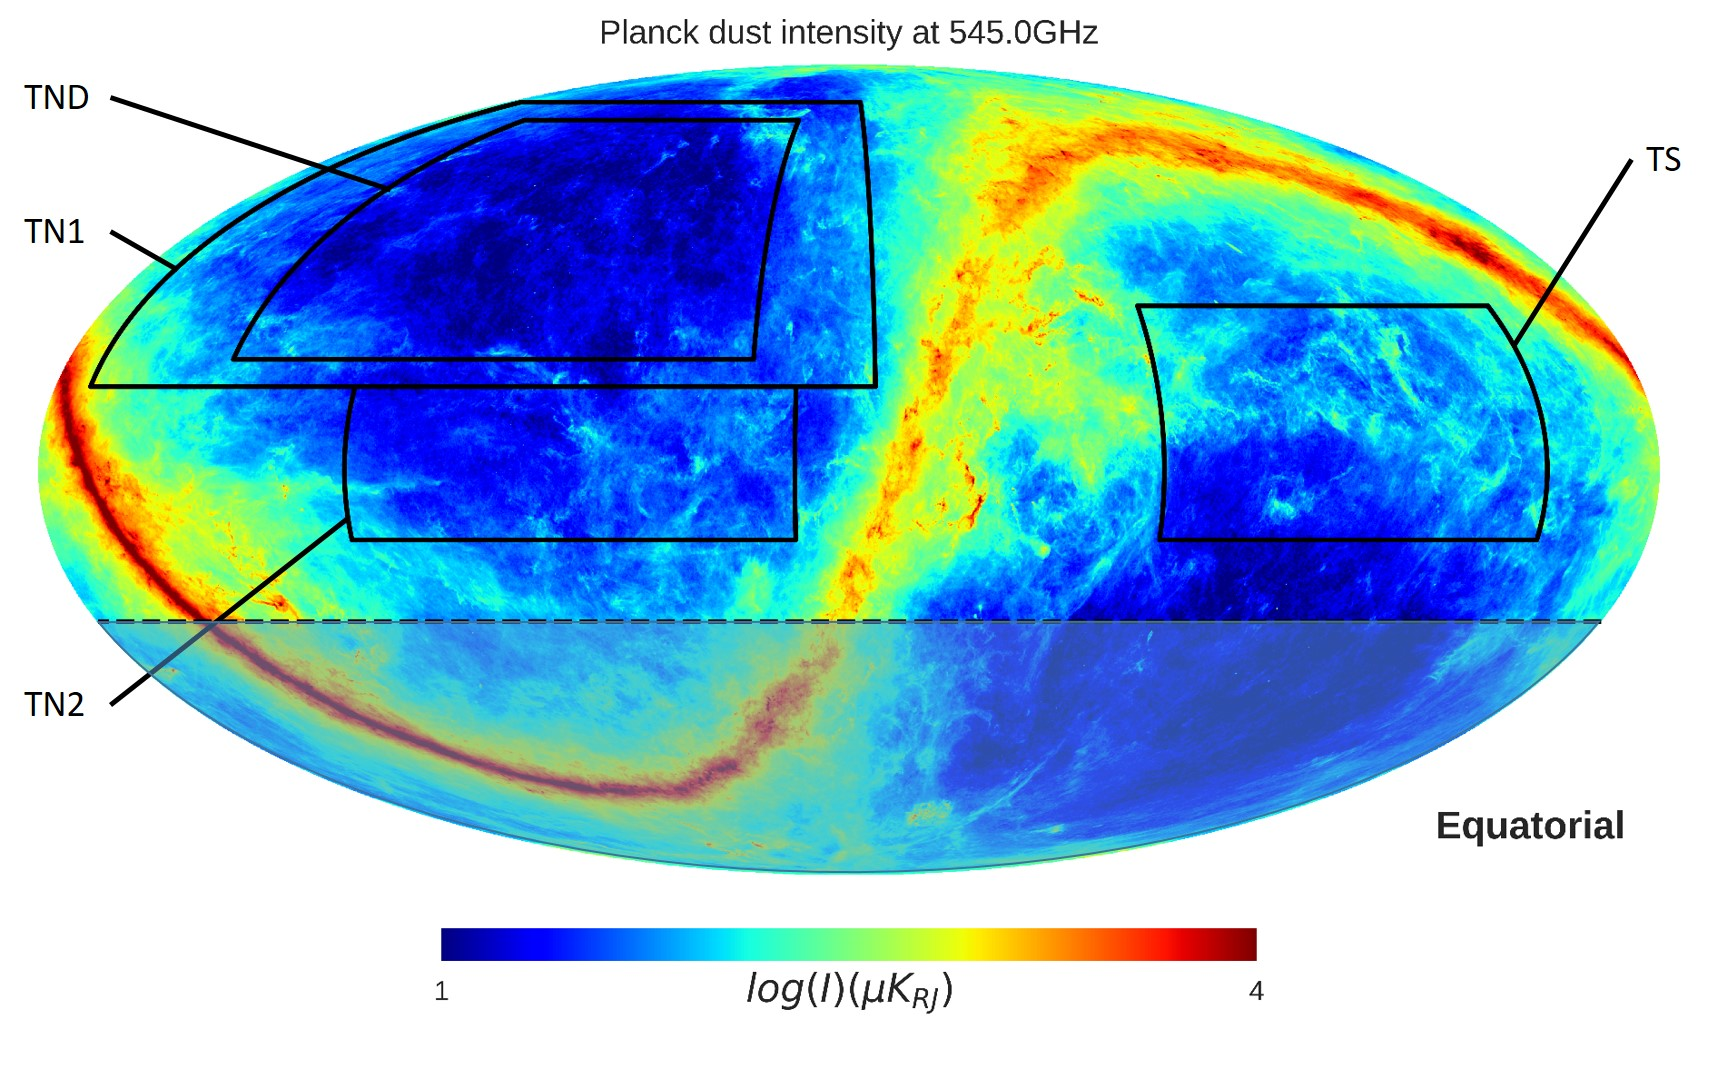 Planck dust intensity at 545.0GHz
TND
TS
TN1
TN2
Equatorial
1
4
log(I)(μK_RJ)